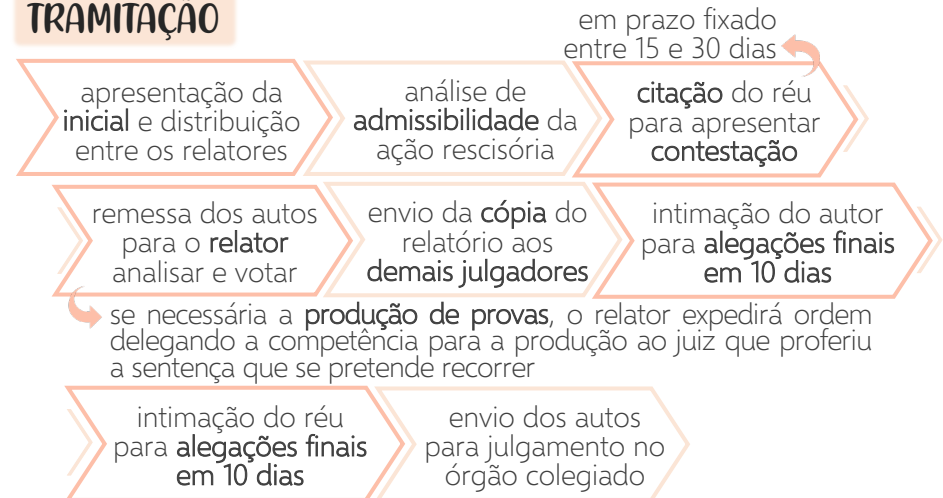 TRAMITAÇÃO
em prazo fixado
entre 15 e 30 dias
apresentação da
inicial e distribuição
entre os relatores
análise de
admissibilidade da
ação rescisória
citação do réu
para apresentar
contestação
remessa dos autos
para o relator
analisar e votar
envio da cópia do
relatório aos
demais julgadores
intimação do autor
para alegações finais
em 10 dias
se necessária a produção de provas, o relator expedirá ordem
delegando a competência para a produção ao juiz que proferiu
a sentença que se pretende recorrer
intimação do réu
para alegações finais
em 10 dias
envio dos autos
para julgamento no
órgão colegiado